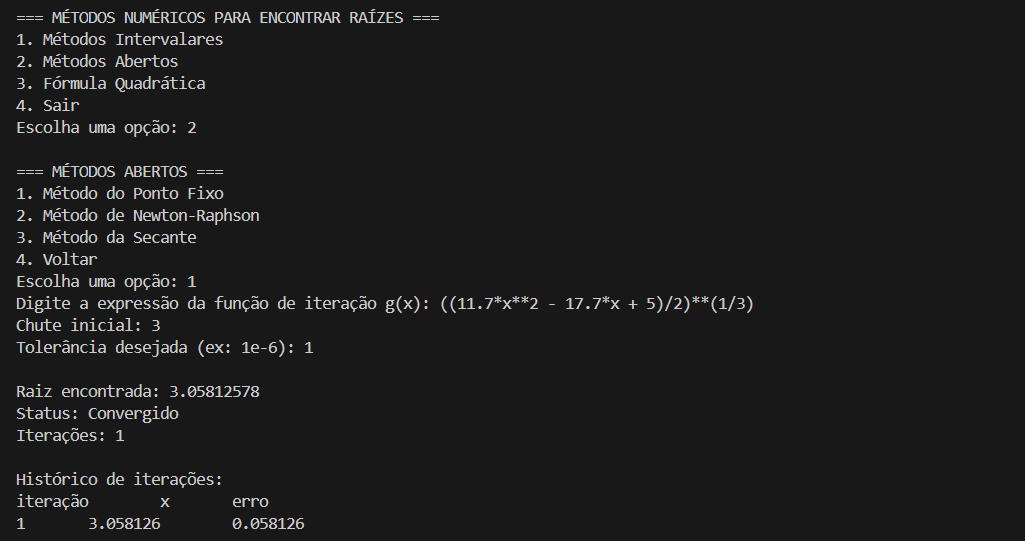 === MÉTODOS NUMÉRICOS PARA ENCONTRAR RAÍZES ===
1. Métodos Intervalares
2. Métodos Abertos
3. Fórmula Quadrática
4. Sair
Escolha uma opção: 2
=== MÉTODOS ABERTOS ===
1. Método do Ponto Fixo
2. Método de Newton-Raphson
3. Método da Secante
4. Voltar
Escolha uma opção: 1
Digite a expressão da função de iteração g(x): ((11.7*x**2 - 17.7*x + 5)/2)**(1/3)
Chute inicial: 3
Tolerância desejada (ex: 1e-6): 1
Raiz encontrada: 3.05812578
Status: Convergido
Iterações: 1
Histórico de iterações:
iteração x erro
1 3.058126 0.058126